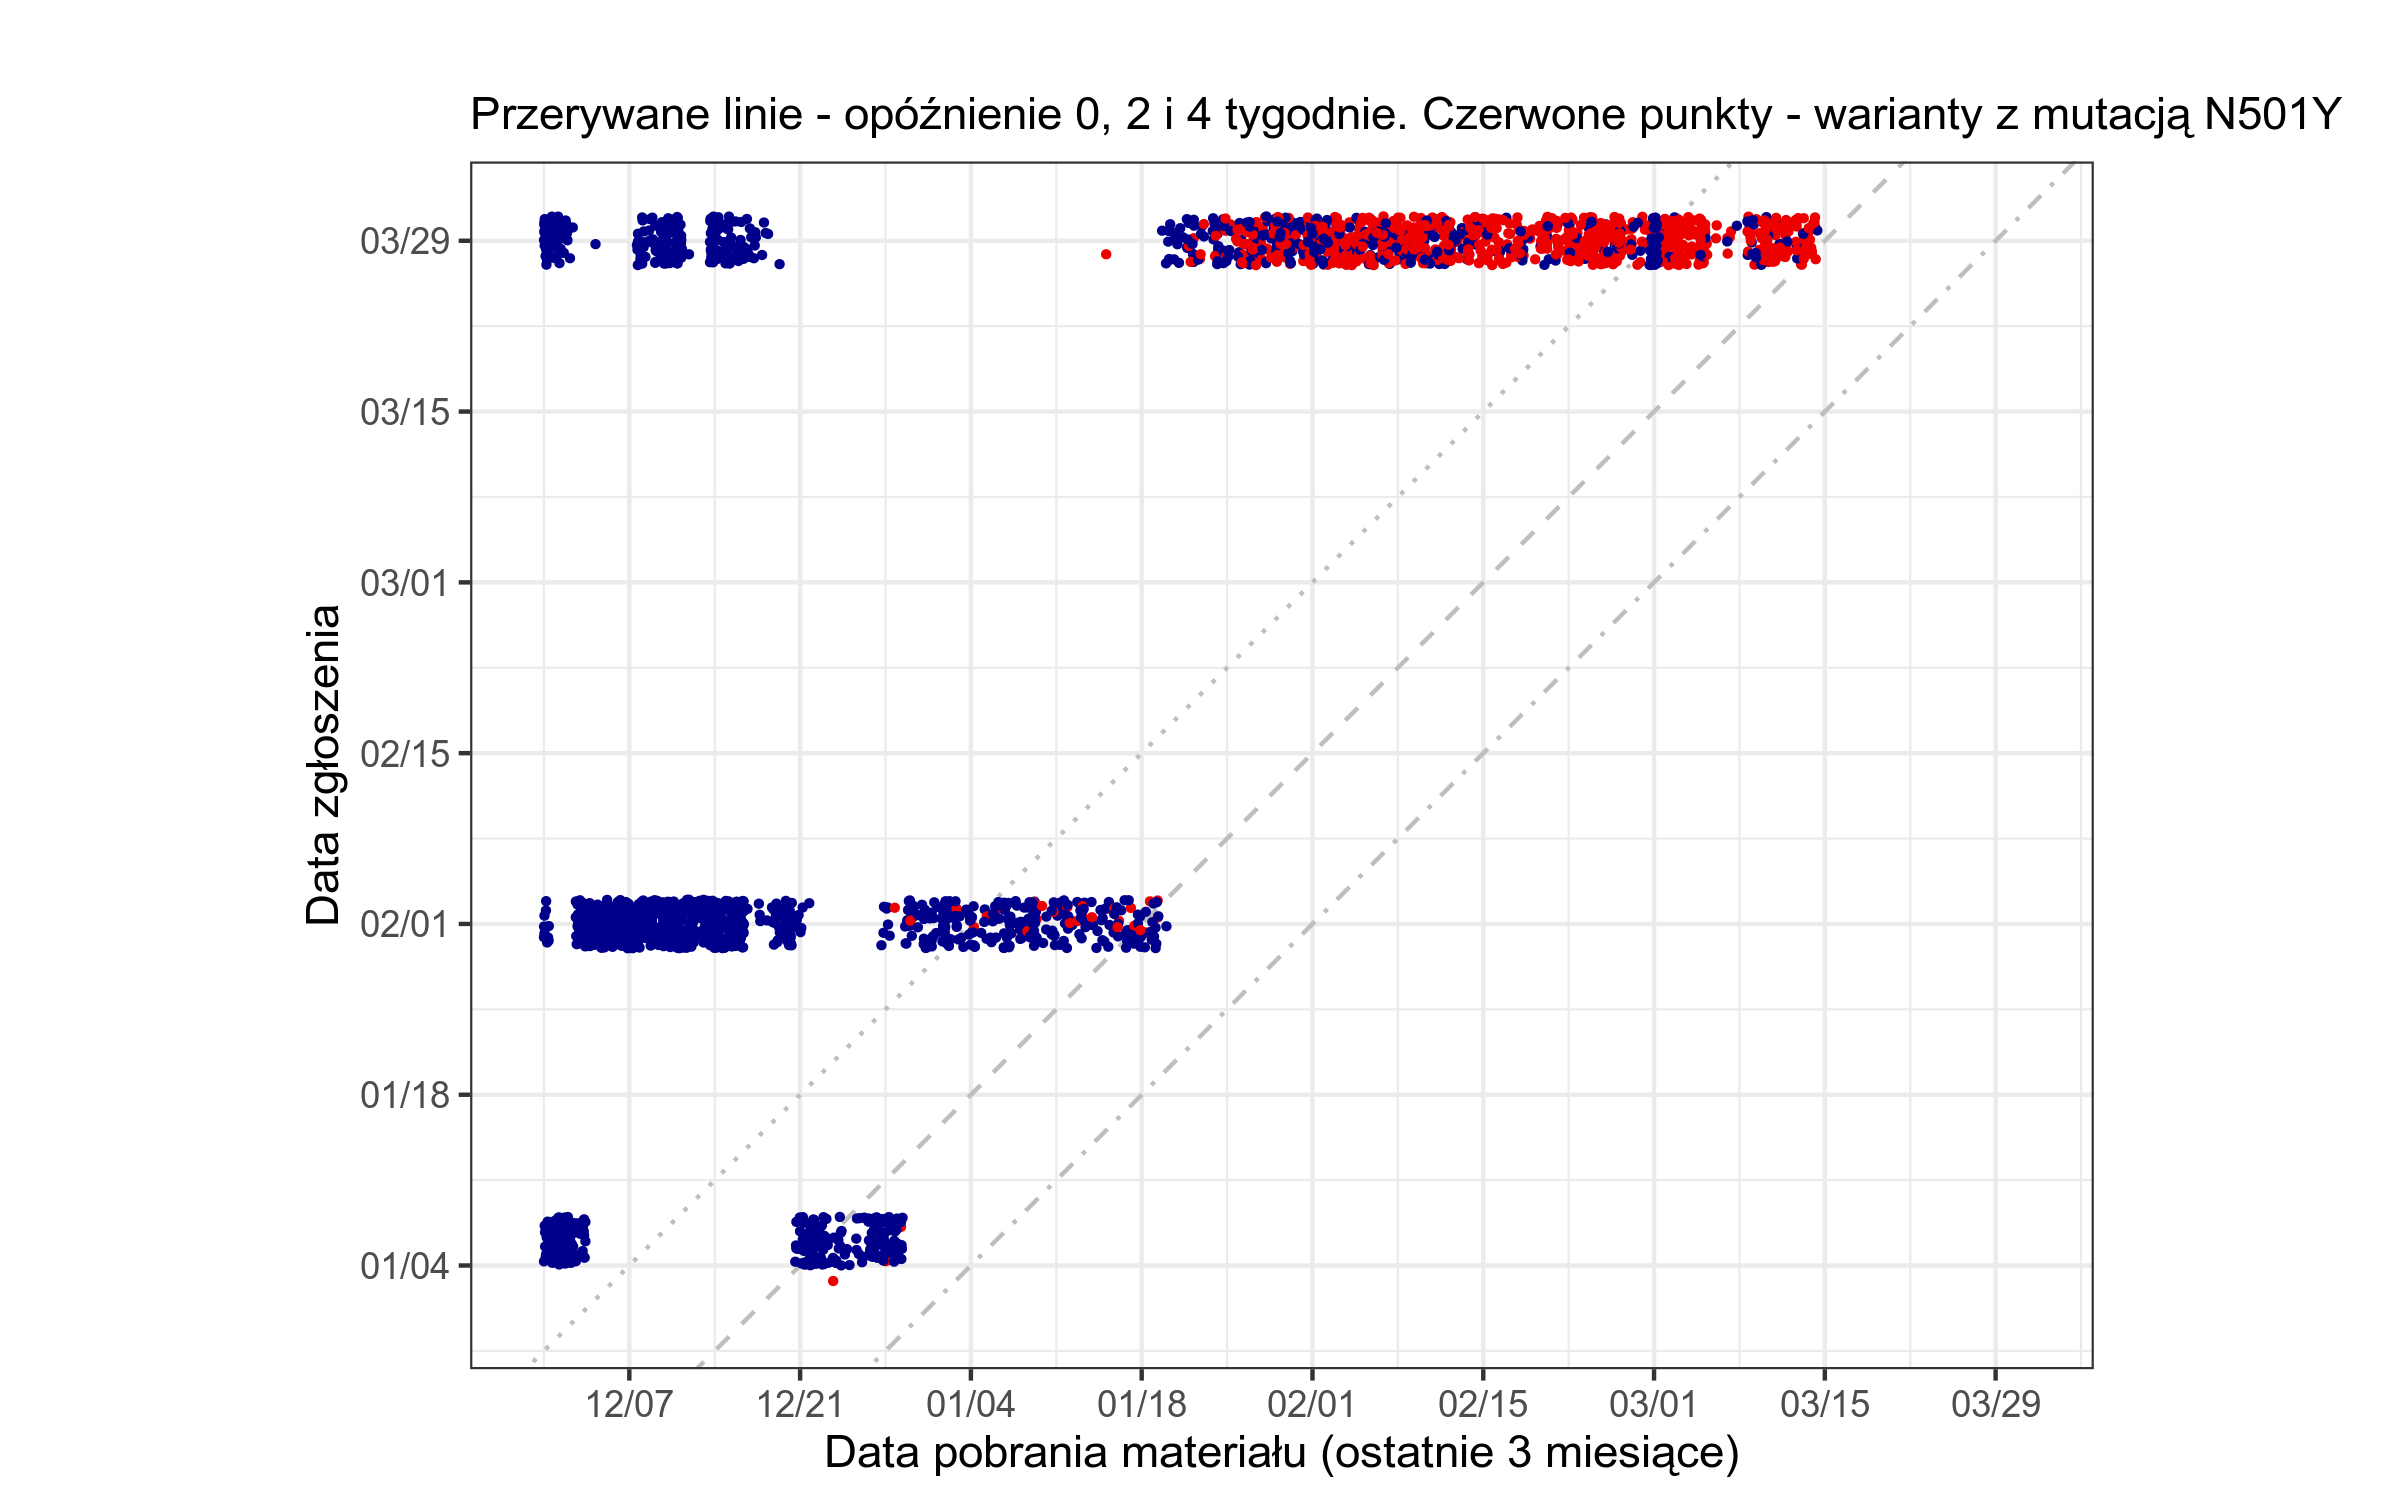 Przerywane linie - opóźnienie 0, 2 i 4 tygodnie. Czerwone punkty - warianty z mutacją N501Y
Data zgłoszenia
03/29
03/15
03/01
02/15
02/01
01/18
01/04
12/07 12/21 01/04 01/18 02/01 02/15 03/01 03/15 03/29
Data pobrania materiału (ostatnie 3 miesiące)